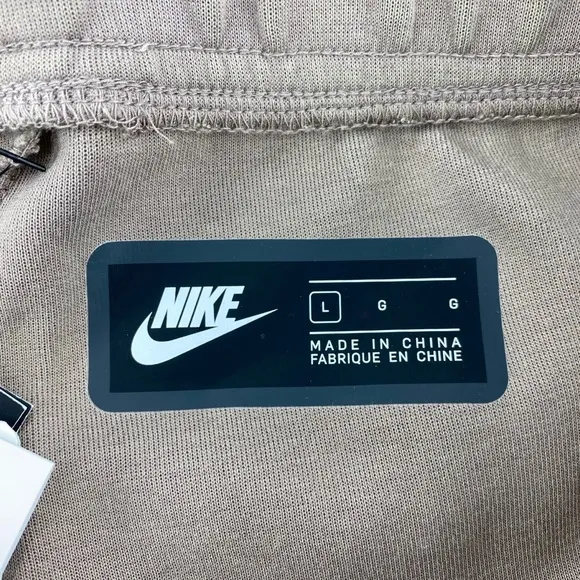 NIKE
L G G
MADE IN CHINA
FABRIQUE EN CHINE